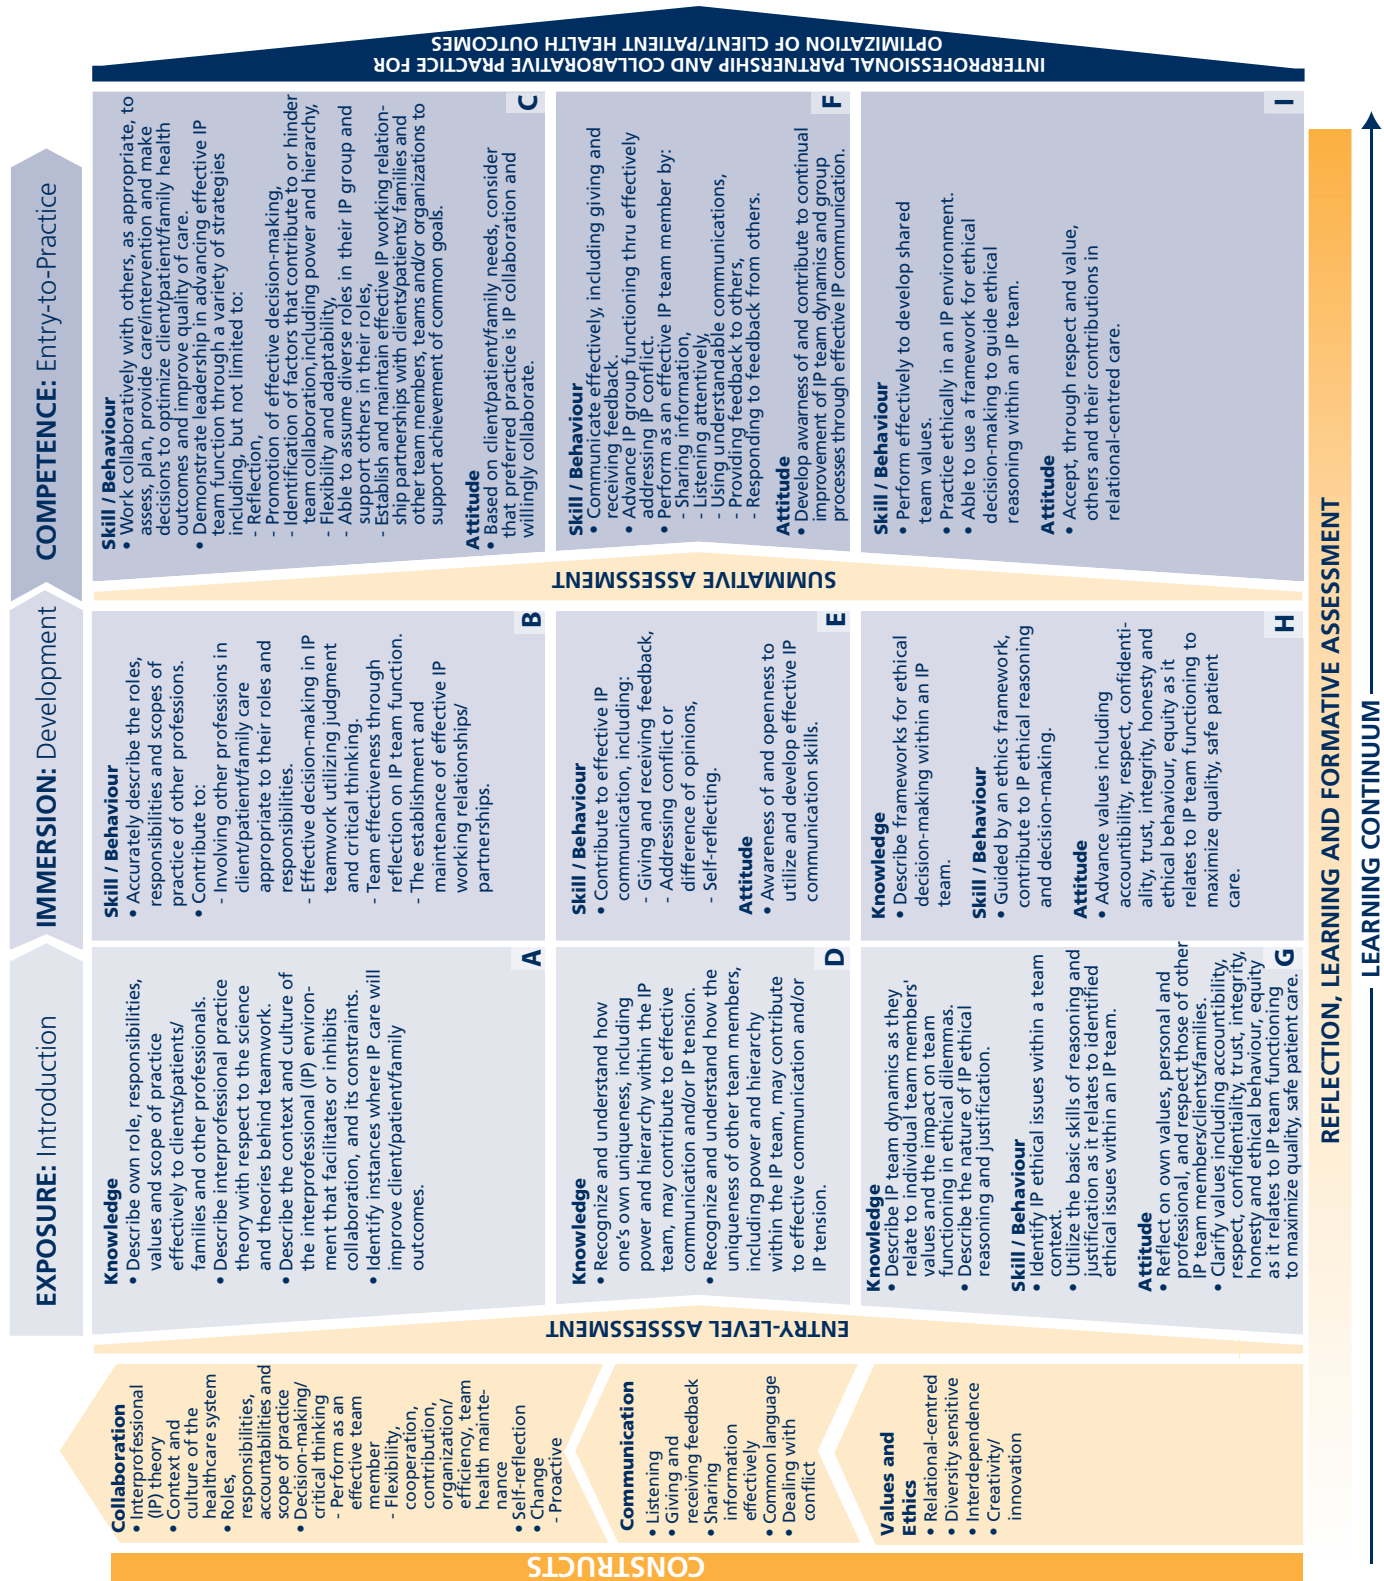 EXPOSURE: Introduction
IMMERSION: Development
COMPETENCE: Entry-to-Practice
CONSTRUCTS
Collaboration
• Interprofessional
(IP) theory
• Context and
culture of the
healthcare system
• Roles,
responsibilities,
accountabilities and
scope of practice
• Decision-making/
critical thinking
- Perform as an
effective team
member
- Flexibility,
cooperation,
contribution,
organization/
efficiency, team
health mainte-
nance
• Self-reflection
• Change
- Proactive
Communication
• Listening
• Giving and
receiving feedback
• Sharing
information
effectively
• Common language
• Dealing with
conflict
Values and
Ethics
• Relational-centred
• Diversity sensitive
• Interdependence
• Creativity/
innovation
ENTRY-LEVEL ASSSESSMENT
Knowledge
• Describe own role, responsibilities,
values and scope of practice
effectively to clients/patients/
families and other professionals.
• Describe interprofessional practice
theory with respect to the science
and theories behind teamwork.
• Describe the context and culture of
the interprofessional (IP) environ-
ment that facilitates or inhibits
collaboration, and its constraints.
• Identify instances where IP care will
improve client/patient/family
outcomes.
A
Skill / Behaviour
• Accurately describe the roles,
responsibilities and scopes of
practice of other professions.
• Contribute to:
- Involving other professions in
client/patient/family care
appropriate to their roles and
responsibilities.
- Effective decision-making in IP
teamwork utilizing judgment
and critical thinking.
- Team effectiveness through
reflection on IP team function.
- The establishment and
maintenance of effective IP
working relationships/
partnerships.
B
Skill / Behaviour
• Work collaboratively with others, as appropriate, to
assess, plan, provide care/intervention and make
decisions to optimize client/patient/family health
outcomes and improve quality of care.
• Demonstrate leadership in advancing effective IP
team function through a variety of strategies
including, but not limited to:
- Reflection,
- Promotion of effective decision-making,
- Identification of factors that contribute to or hinder
team collaboration,including power and hierarchy,
- Flexibility and adaptability,
- Able to assume diverse roles in their IP group and
support others in their roles,
- Establish and maintain effective IP working relation-
ship partnerships with clients/patients/ families and
other team members, teams and/or organizations to
support achievement of common goals.
Attitude
• Based on client/patient/family needs, consider
that preferred practice is IP collaboration and
willingly collaborate.
C
Knowledge
• Recognize and understand how
one's own uniqueness, including
power and hierarchy within the IP
team, may contribute to effective
communication and/or IP tension.
• Recognize and understand how the
uniqueness of other team members,
including power and hierarchy
within the IP team, may contribute
to effective communication and/or
IP tension.
D
Skill / Behaviour
• Contribute to effective IP
communication, including:
- Giving and receiving feedback,
- Addressing conflict or
difference of opinions,
- Self-reflecting.
Attitude
• Awareness of and openness to
utilize and develop effective IP
communication skills.
E
Skill / Behaviour
• Communicate effectively, including giving and
receiving feedback.
• Advance IP group functioning thru effectively
addressing IP conflict.
• Perform as an effective IP team member by:
- Sharing information,
- Listening attentively,
- Using understandable communications,
- Providing feedback to others,
- Responding to feedback from others.
Attitude
• Develop awareness of and contribute to continual
improvement of IP team dynamics and group
processes through effective IP communication.
F
Knowledge
• Describe IP team dynamics as they
relate to individual team members'
values and the impact on team
functioning in ethical dilemmas.
• Describe the nature of IP ethical
reasoning and justification.
Skill / Behaviour
• Identify IP ethical issues within a team
context.
• Utilize the basic skills of reasoning and
justification as it relates to identified
ethical issues within an IP team.
Attitude
• Reflect on own values, personal and
professional, and respect those of other
IP team members/clients/families.
• Clarify values including accountibility,
respect, confidentiality, trust, integrity,
honesty and ethical behaviour, equity
as it relates to IP team functioning
to maximize quality, safe patient care.
G
Knowledge
• Describe frameworks for ethical
decision-making within an IP
team.
Skill / Behaviour
• Guided by an ethics framework,
contribute to IP ethical reasoning
and decision-making.
Attitude
• Advance values including
accountibility, respect, confidenti-
ality, trust, integrity, honesty and
ethical behaviour, equity as it
relates to IP team functioning to
maximize quality, safe patient
care.
H
Skill / Behaviour
• Perform effectively to develop shared
team values.
• Practice ethically in an IP environment.
• Able to use a framework for ethical
decision-making to guide ethical
reasoning within an IP team.
Attitude
• Accept, through respect and value,
others and their contributions in
relational-centred care.
I
SUMMATIVE ASSESSMENT
INTERPROFESSIONAL PARTNERSHIP AND COLLABORATIVE PRACTICE FOR
OPTIMIZATION OF CLIENT/PATIENT HEALTH OUTCOMES
REFLECTION, LEARNING AND FORMATIVE ASSESSMENT
LEARNING CONTINUUM